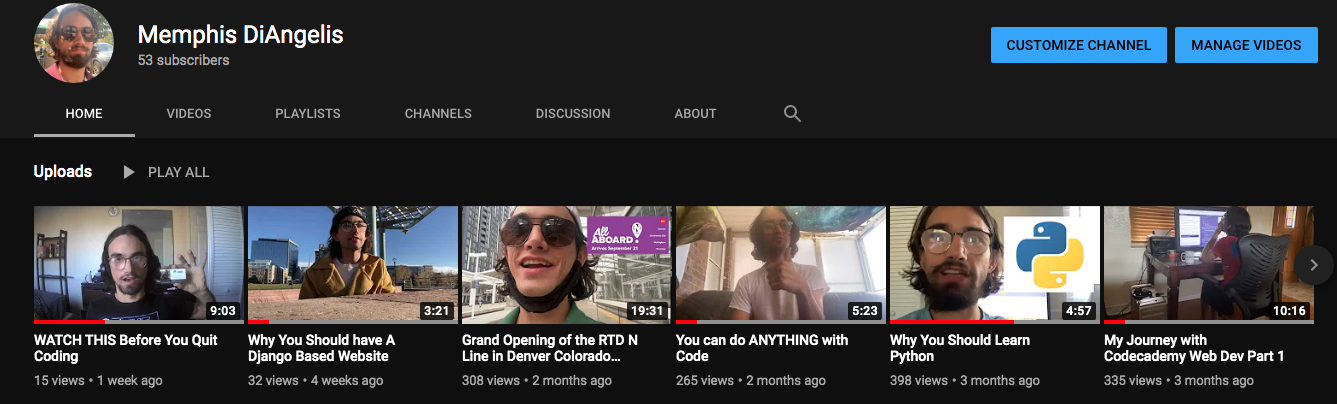 Memphis DiAngelis
53 subscribers
CUSTOMIZE CHANNEL
MANAGE VIDEOS
HOME
VIDEOS
PLAYLISTS
CHANNELS
DISCUSSION
ABOUT
Uploads
PLAY ALL
9:03
WATCH THIS Before You Quit
Coding
15 views • 1 week ago
3:21
Why You Should have A
Django Based Website
32 views • 4 weeks ago
All
ABOARD!
N
Arrives September 21
19:31
Grand Opening of the RTD N
Line in Denver Colorado...
308 views • 2 months ago
5:23
You can do ANYTHING with
Code
265 views • 2 months ago
4:57
Why You Should Learn
Python
398 views • 3 months ago
10:16
My Journey with
Codecademy Web Dev Part 1
335 views • 3 months ago